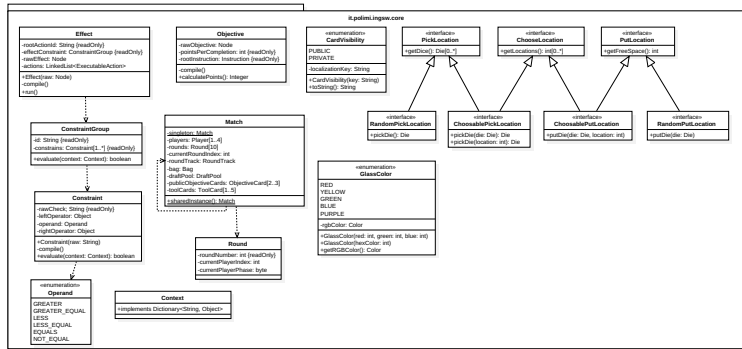 it.polimi.ingsw.core
Effect
-rootActionId: String {readOnly}
-effectConstraint: ConstraintGroup {readOnly}
-rawEffect: Node
-actions: LinkedList<ExecutableAction>
+Effect(raw: Node)
-compile()
+run()
Objective
-rawObjective: Node
-pointsPerCompletion: int {readOnly}
-rootInstruction: Instruction {readOnly}
-compile()
+calculatePoints(): Integer
«enumeration»
CardVisibility
PUBLIC
PRIVATE
-localizationKey: String
+CardVisibility(key: String)
+toString(): String
«interface»
PickLocation
+getDice(): Die[0..*]
«interface»
ChooseLocation
+getLocations(): int[0..*]
«interface»
PutLocation
+getFreeSpace(): int
«interface»
RandomPickLocation
+pickDie(): Die
«interface»
ChoosablePickLocation
+pickDie(die: Die): Die
+pickDie(location: int): Die
«interface»
ChoosablePutLocation
+putDie(die: Die, location: int)
«interface»
RandomPutLocation
+putDie(die: Die)
ConstraintGroup
-id: String {readOnly}
-constrains: Constraint[1..*] {readOnly}
+evaluate(context: Context): boolean
Match
-singleton: Match
-players: Player[1..4]
-rounds: Round[10]
-currentRoundIndex: int
-roundTrack: RoundTrack
-bag: Bag
-draftPool: DraftPool
-publicObjectiveCards: ObjectiveCard[2..3]
-toolCards: ToolCard[1..5]
+sharedInstance(): Match
«enumeration»
GlassColor
RED
YELLOW
GREEN
BLUE
PURPLE
-rgbColor: Color
+GlassColor(red: int, green: int, blue: int)
+GlassColor(hexColor: int)
+getRGBColor(): Color
Constraint
-rawCheck: String {readOnly}
-leftOperator: Object
-operand: Operand
-rightOperator: Object
+Constraint(raw: String)
-compile()
+evaluate(context: Context): boolean
Round
-roundNumber: int {readOnly}
-currentPlayerIndex: int
-currentPlayerPhase: byte
«enumeration»
Operand
GREATER
GREATER_EQUAL
LESS
LESS_EQUAL
EQUALS
NOT_EQUAL
Context
+implements Dictionary<String, Object>